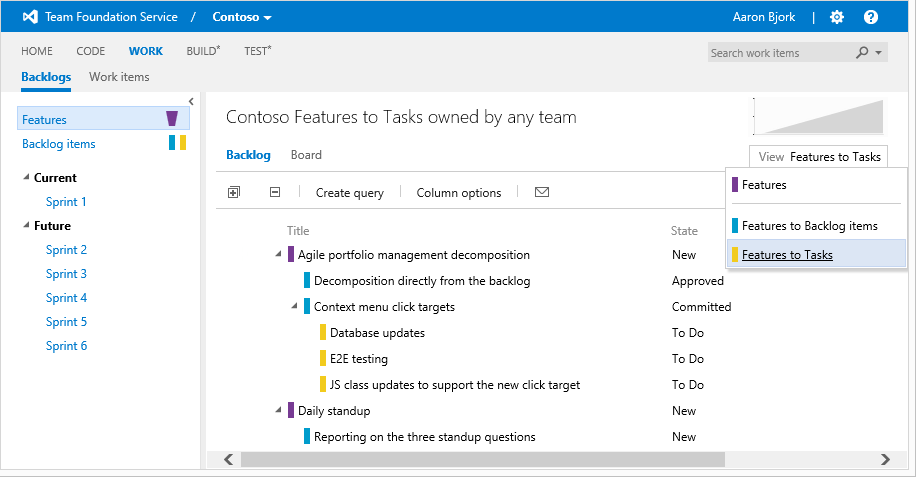 Team Foundation Service / Contoso Aaron Bjork | ?
HOME CODE WORK BUILD* TEST* Search work items
Backlogs Work items
Features
Backlog items
Current
Sprint 1
Future
Sprint 2
Sprint 3
Sprint 4
Sprint 5
Sprint 6
Contoso Features to Tasks owned by any team
Backlog Board
View Features to Tasks
Features
Features to Backlog items
Features to Tasks
Create query Column options
Title State
Agile portfolio management decomposition New
Decomposition directly from the backlog Approved
Context menu click targets Committed
Database updates To Do
E2E testing To Do
JS class updates to support the new click target To Do
Daily standup New
Reporting on the three standup questions New